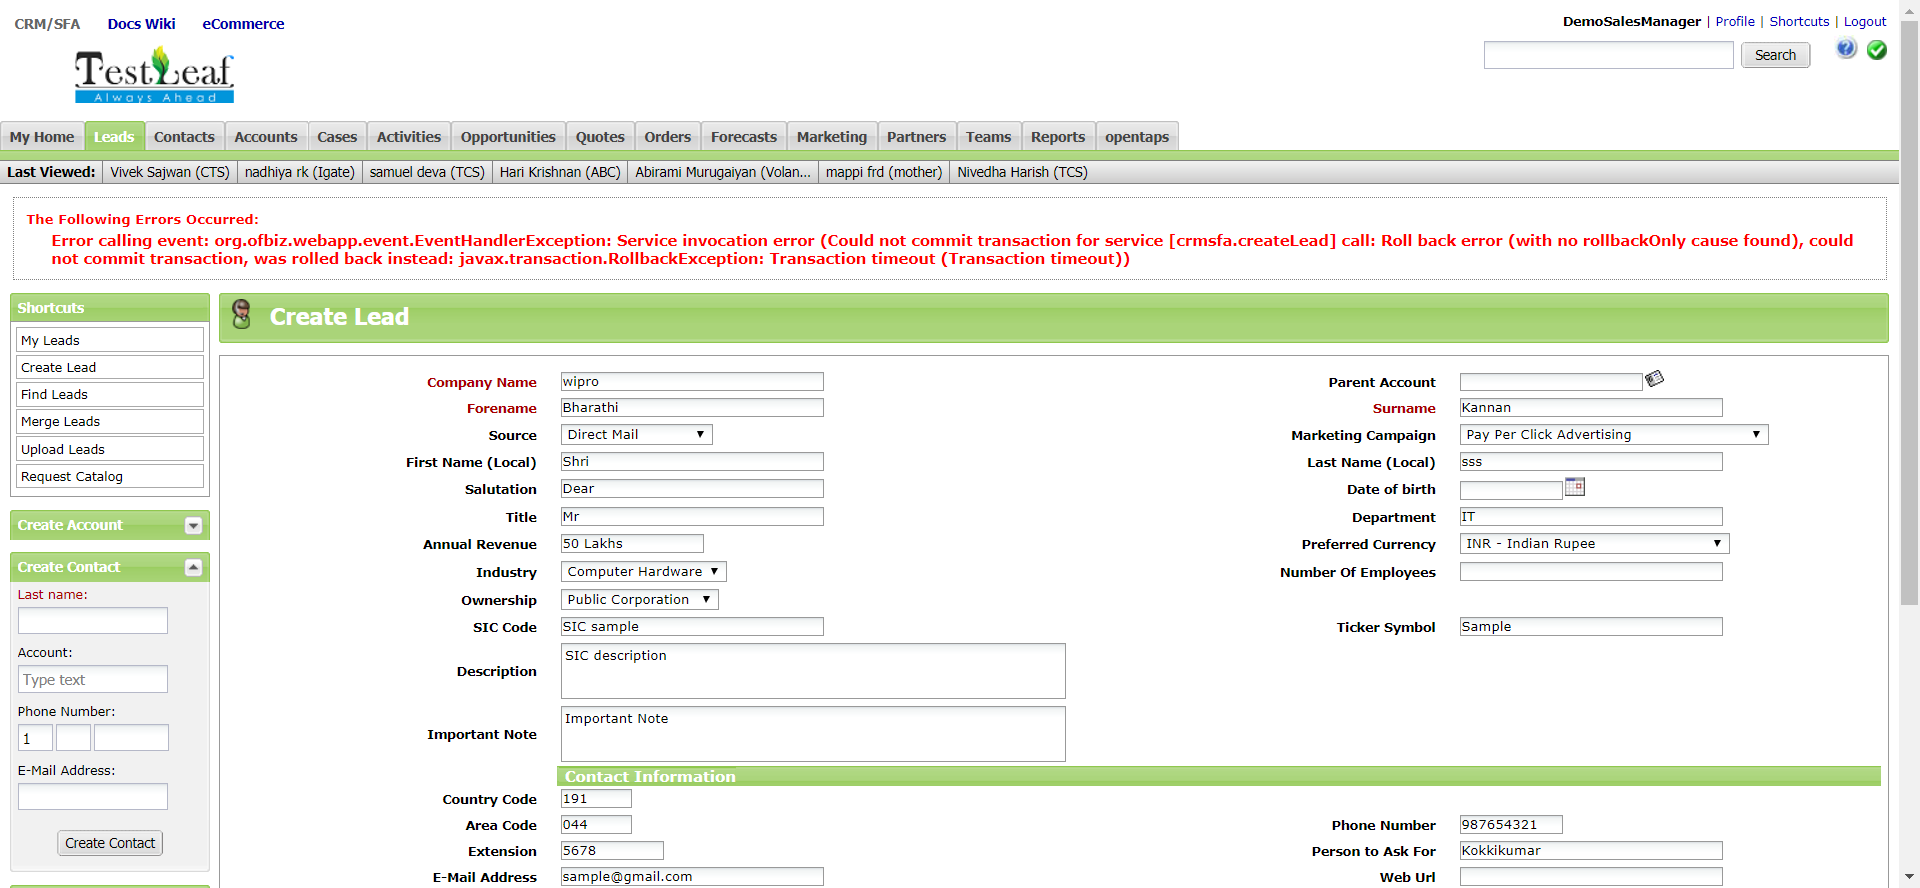 CRM/SFA Docs Wiki eCommerce
DemoSalesManager | Profile | Shortcuts | Logout
Search
TestLeaf
Always Ahead
My Home Leads Contacts Accounts Cases Activities Opportunities Quotes Orders Forecasts Marketing Partners Teams Reports opentaps
Last Viewed: Vivek Sajwan (CTS) nadhiya rk (Igate) samuel deva (TCS) Hari Krishnan (ABC) Abirami Murugaiyan (Volan... mappi frd (mother) Nivedha Harish (TCS)
The Following Errors Occurred:
Error calling event: org.ofbiz.webapp.event.EventHandlerException: Service invocation error (Could not commit transaction for service [crmsfa.createLead] call: Roll back error (with no rollbackOnly cause found), could
not commit transaction, was rolled back instead: javax.transaction.RollbackException: Transaction timeout (Transaction timeout))
Shortcuts
My Leads
Create Lead
Find Leads
Merge Leads
Upload Leads
Request Catalog
Create Account
Create Contact
Last name:
Account:
Type text
Phone Number:
1
E-Mail Address:
Create Contact
Create Lead
Company Name wipro Parent Account
Forename Bharathi Surname Kannan
Source Direct Mail Marketing Campaign Pay Per Click Advertising
First Name (Local) Shri Last Name (Local) sss
Salutation Dear Date of birth
Title Mr Department IT
Annual Revenue 50 Lakhs Preferred Currency INR - Indian Rupee
Industry Computer Hardware Number Of Employees
Ownership Public Corporation
SIC Code SIC sample Ticker Symbol Sample
Description SIC description
Important Note Important Note
Contact Information
Country Code 191
Area Code 044 Phone Number 987654321
Extension 5678 Person to Ask For Kokkikumar
E-Mail Address sample@gmail.com Web Url